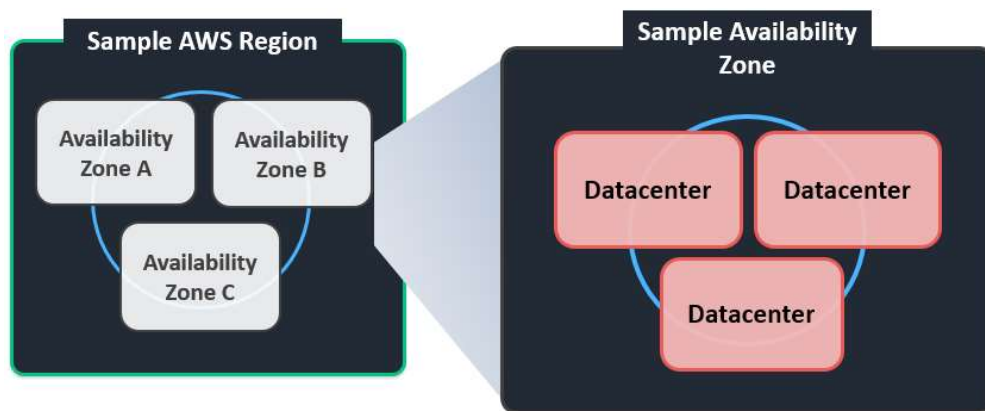 Sample AWS Region
Availability
Zone A
Availability
Zone B
Availability
Zone C
Sample Availability
Zone
Datacenter
Datacenter
Datacenter